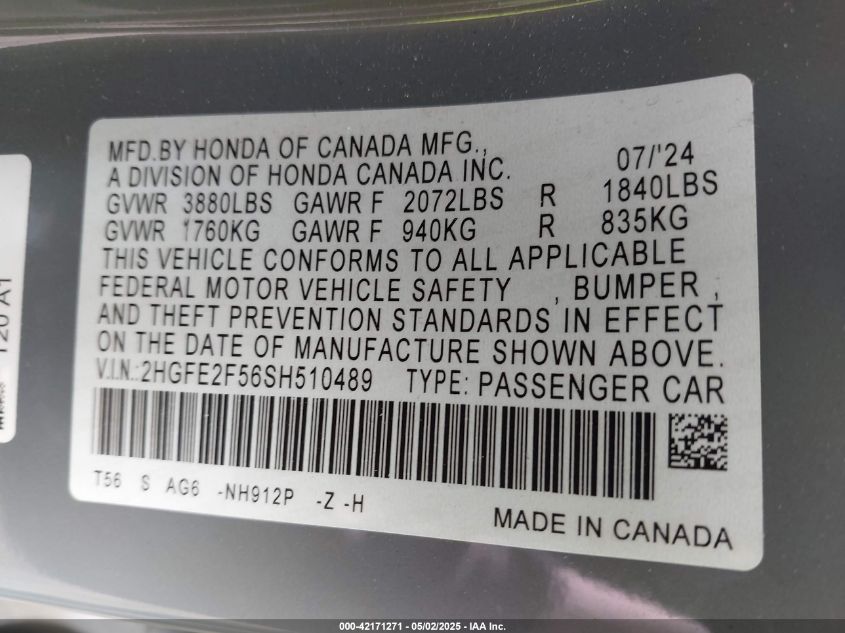 MFD.BY HONDA OF CANADA MFG., 07/'24
A DIVISION OF HONDA CANADA INC.
GVWR 3880LBS GAWR F 2072LBS R 1840LBS
GVWR 1760KG GAWR F 940KG R 835KG
THIS VEHICLE CONFORMS TO ALL APPLICABLE
FEDERAL MOTOR VEHICLE SAFETY , BUMPER ,
AND THEFT PREVENTION STANDARDS IN EFFECT
ON THE DATE OF MANUFACTURE SHOWN ABOVE.
V.I.N.:2HGFE2F56SH510489 TYPE: PASSENGER CAR
T56 S AG6 -NH912P -Z -H
MADE IN CANADA
120 A1
000-42171271 - 05/02/2025 - IAA Inc.